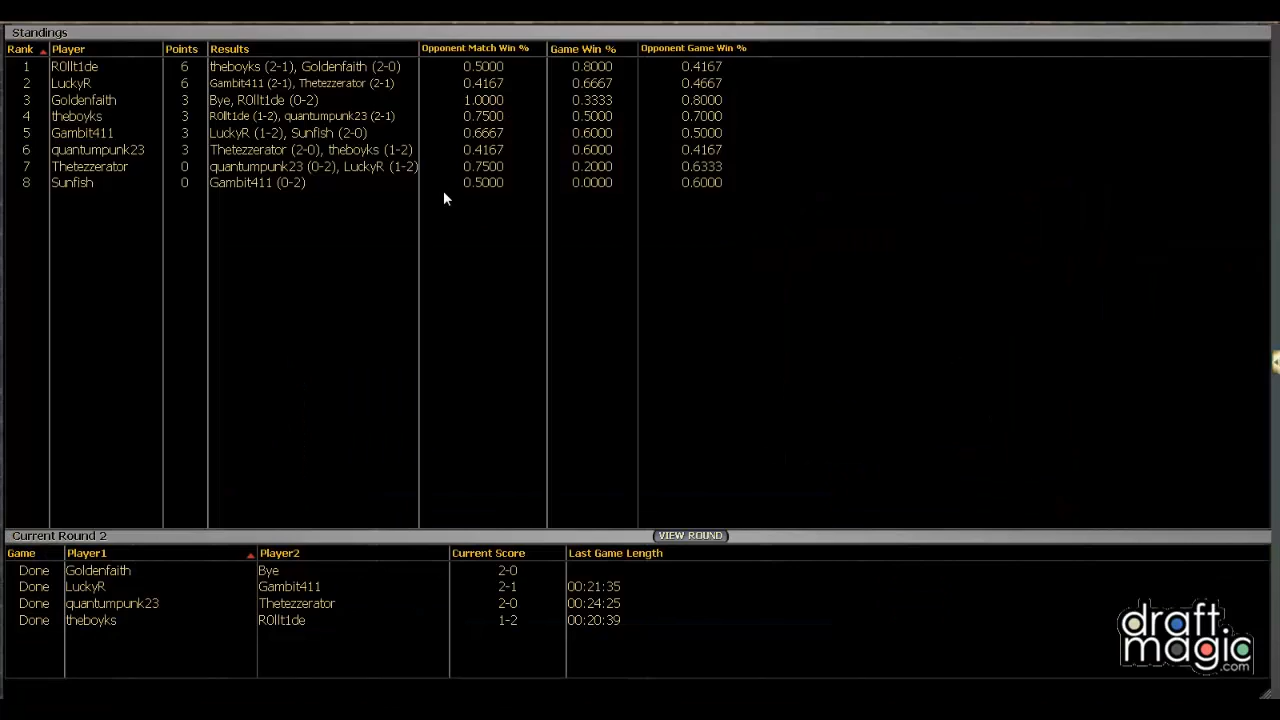 Standings
Rank Player Points Results Opponent Match Win % Game Win % Opponent Game Win %
1 R0llt1de 6 theboyks (2-1), Goldenfaith (2-0) 0.5000 0.8000 0.4167
2 LuckyR 6 Gambit411 (2-1), Thetezzerator (2-1) 0.4167 0.6667 0.4667
3 Goldenfaith 3 Bye, R0llt1de (0-2) 1.0000 0.3333 0.8000
4 theboyks 3 R0llt1de (1-2), quantumpunk23 (2-1) 0.7500 0.5000 0.7000
5 Gambit411 3 LuckyR (1-2), Sunfish (2-0) 0.6667 0.6000 0.5000
6 quantumpunk23 3 Thetezzerator (2-0), theboyks (1-2) 0.4167 0.6000 0.4167
7 Thetezzerator 0 quantumpunk23 (0-2), LuckyR (1-2) 0.7500 0.2000 0.6333
8 Sunfish 0 Gambit411 (0-2) 0.5000 0.0000 0.6000
Current Round 2 VIEW ROUND
Game Player1 Player2 Current Score Last Game Length
Done Goldenfaith Bye 2-0
Done LuckyR Gambit411 2-1 00:21:35
Done quantumpunk23 Thetezzerator 2-0 00:24:25
Done theboyks R0llt1de 1-2 00:20:39
draft
magic
.com